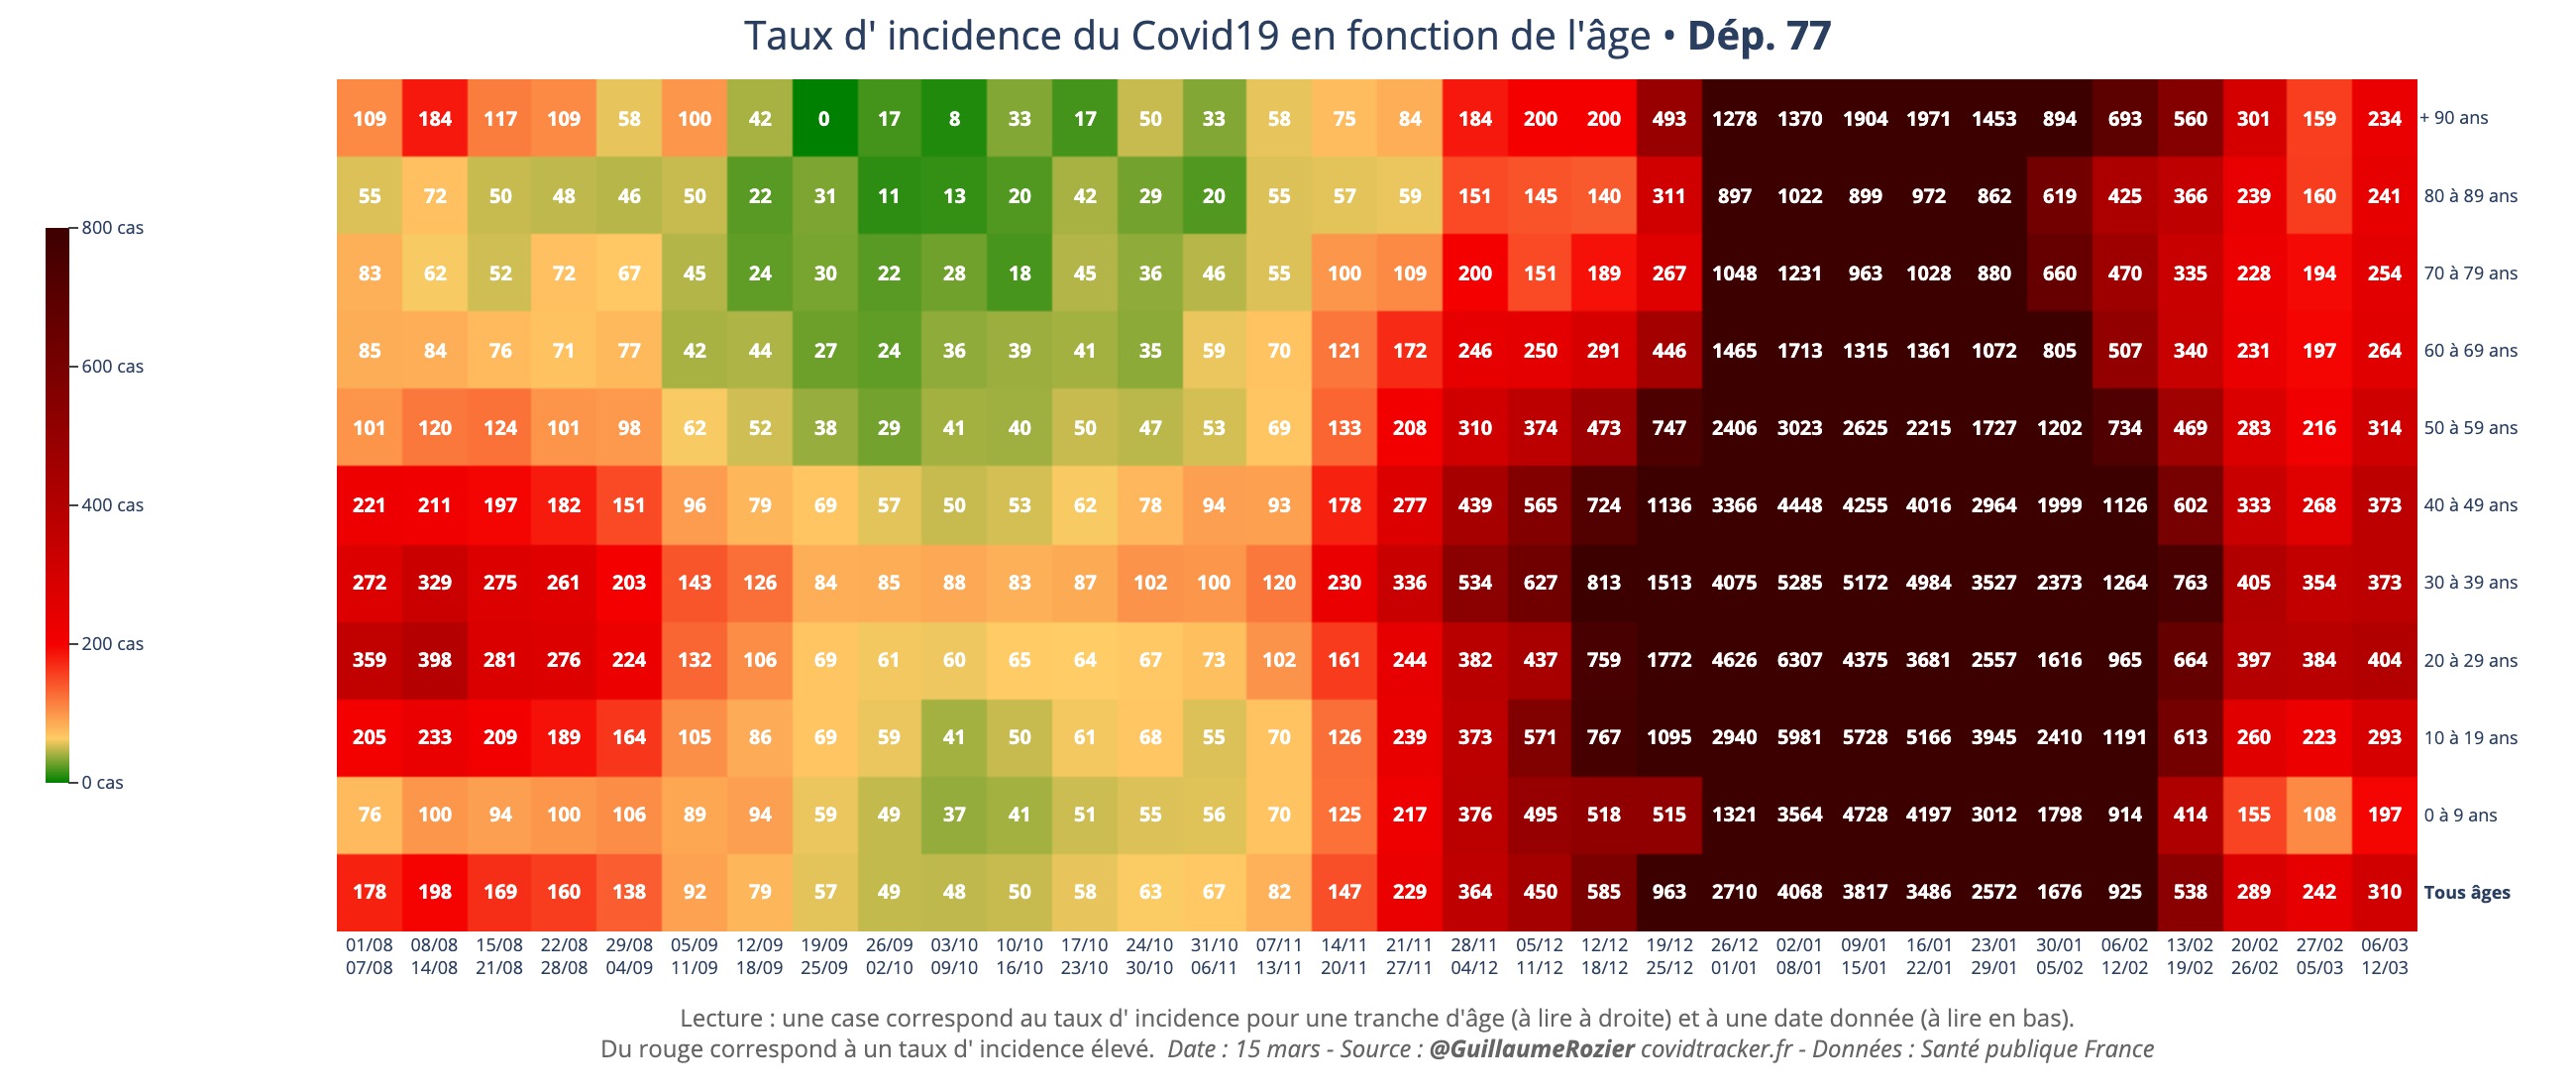 Taux d' incidence du Covid19 en fonction de l'âge • Dép. 77
109 184 117 109 58 100 42 0 17 8 33 17 50 33 58 75 84 184 200 200 493 1278 1370 1904 1971 1453 894 693 560 301 159 234 + 90 ans
55 72 50 48 46 50 22 31 11 13 20 42 29 20 55 57 59 151 145 140 311 897 1022 899 972 862 619 425 366 239 160 241 80 à 89 ans
800 cas
83 62 52 72 67 45 24 30 22 28 18 45 36 46 55 100 109 200 151 189 267 1048 1231 963 1028 880 660 470 335 228 194 254 70 à 79 ans
85 84 76 71 77 42 44 27 24 36 39 41 35 59 70 121 172 246 250 291 446 1465 1713 1315 1361 1072 805 507 340 231 197 264 60 à 69 ans
600 cas
101 120 124 101 98 62 52 38 29 41 40 50 47 53 69 133 208 310 374 473 747 2406 3023 2625 2215 1727 1202 734 469 283 216 314 50 à 59 ans
400 cas
221 211 197 182 151 96 79 69 57 50 53 62 78 94 93 178 277 439 565 724 1136 3366 4448 4255 4016 2964 1999 1126 602 333 268 373 40 à 49 ans
272 329 275 261 203 143 126 84 85 88 83 87 102 100 120 230 336 534 627 813 1513 4075 5285 5172 4984 3527 2373 1264 763 405 354 373 30 à 39 ans
200 cas
359 398 281 276 224 132 106 69 61 60 65 64 67 73 102 161 244 382 437 759 1772 4626 6307 4375 3681 2557 1616 965 664 397 384 404 20 à 29 ans
205 233 209 189 164 105 86 69 59 41 50 61 68 55 70 126 239 373 571 767 1095 2940 5981 5728 5166 3945 2410 1191 613 260 223 293 10 à 19 ans
0 cas
76 100 94 100 106 89 94 59 49 37 41 51 55 56 70 125 217 376 495 518 515 1321 3564 4728 4197 3012 1798 914 414 155 108 197 0 à 9 ans
178 198 169 160 138 92 79 57 49 48 50 58 63 67 82 147 229 364 450 585 963 2710 4068 3817 3486 2572 1676 925 538 289 242 310 Tous âges
01/08 08/08 15/08 22/08 29/08 05/09 12/09 19/09 26/09 03/10 10/10 17/10 24/10 31/10 07/11 14/11 21/11 28/11 05/12 12/12 19/12 26/12 02/01 09/01 16/01 23/01 30/01 06/02 13/02 20/02 27/02 06/03
07/08 14/08 21/08 28/08 04/09 11/09 18/09 25/09 02/10 09/10 16/10 23/10 30/10 06/11 13/11 20/11 27/11 04/12 11/12 18/12 25/12 01/01 08/01 15/01 22/01 29/01 05/02 12/02 19/02 26/02 05/03 12/03
Lecture : une case correspond au taux d' incidence pour une tranche d'âge (à lire à droite) et à une date donnée (à lire en bas).
Du rouge correspond à un taux d' incidence élevé. Date : 15 mars - Source : @GuillaumeRozier covidtracker.fr - Données : Santé publique France